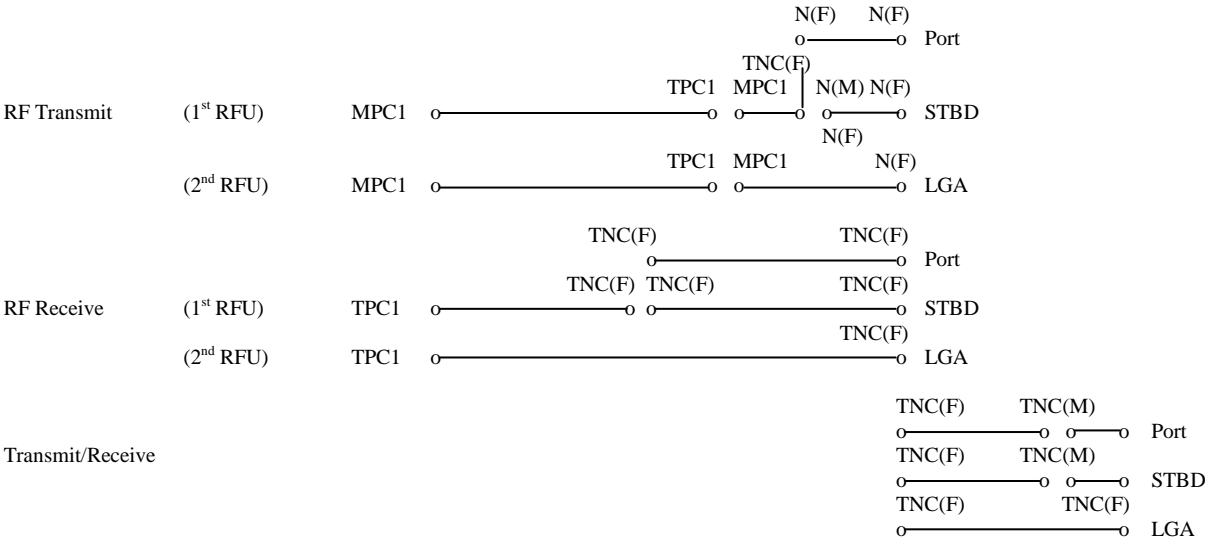 N(F) N(F)
Port
TNC(F)
TPC1 MPC1 N(M) N(F)
RF Transmit (1st RFU) MPC1 STBD
N(F)
TPC1 MPC1 N(F)
(2nd RFU) MPC1 LGA
TNC(F) TNC(F)
Port
TNC(F) TNC(F) TNC(F)
RF Receive (1st RFU) TPC1 STBD
TNC(F)
(2nd RFU) TPC1 LGA
TNC(F) TNC(M)
Port
Transmit/Receive TNC(F) TNC(M)
STBD
TNC(F) TNC(F)
LGA